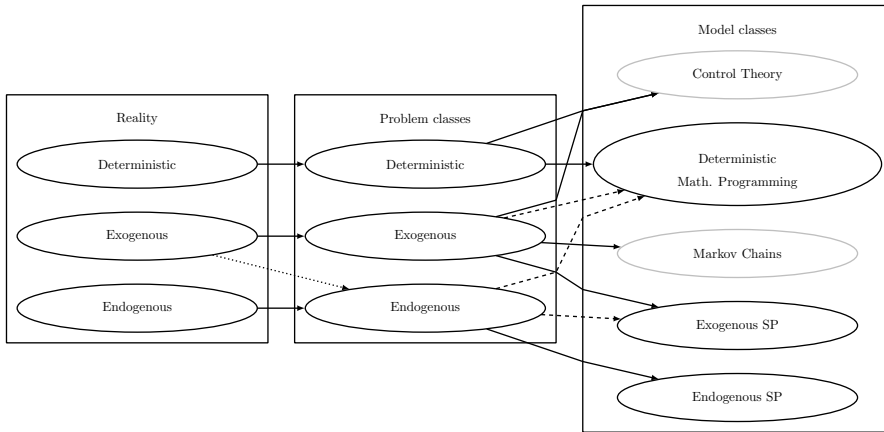 Reality
Deterministic
Exogenous
Endogenous
Problem classes
Deterministic
Exogenous
Endogenous
Model classes
Control Theory
Deterministic
Math. Programming
Markov Chains
Exogenous SP
Endogenous SP